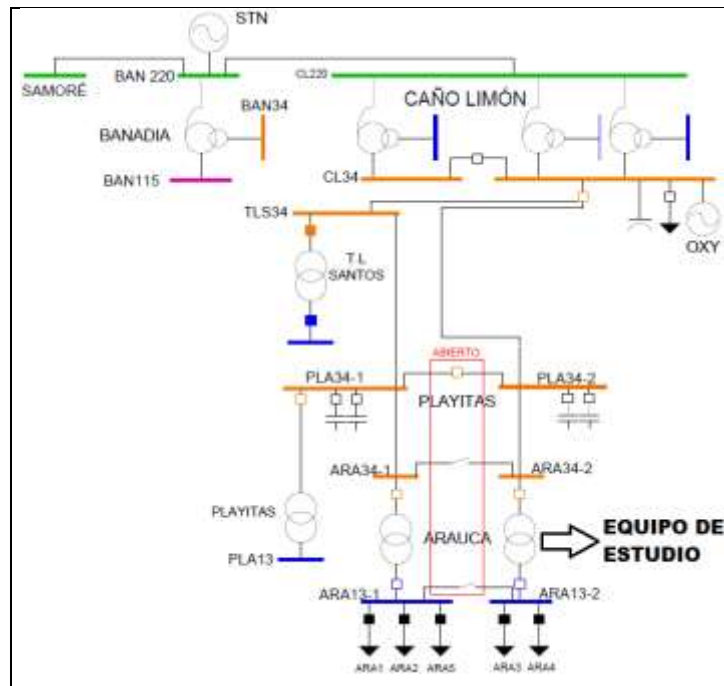 STN
SAMORÉ
BAN 220
CL220
BAN34
CAÑO LIMÓN
BANADIA
BAN115
CL34
TLS34
OXY
T L
SANTOS
ABIERTO
PLA34-1
PLA34-2
PLAYITAS
ARA34-1
ARA34-2
PLAYITAS
ARAUCA
EQUIPO DE
ESTUDIO
PLA13
ARA13-1
ARA13-2
ARA1
ARA2
ARA5
ARA3
ARA4